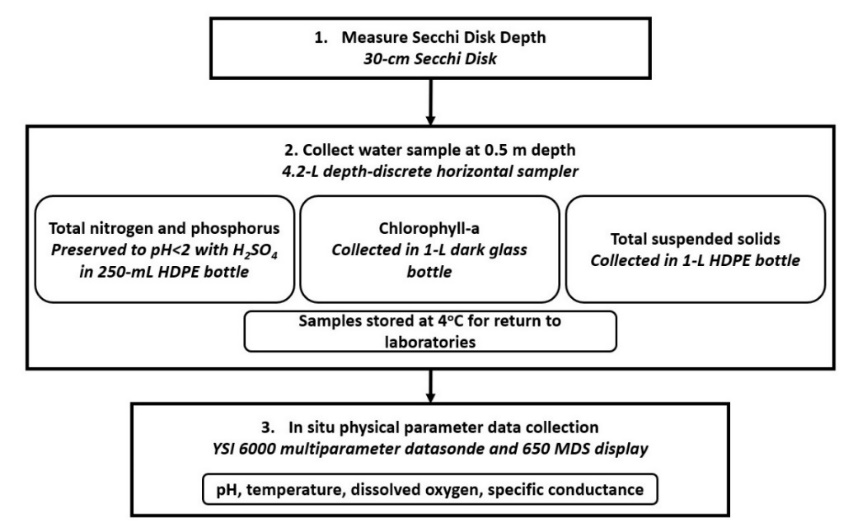 1. Measure Secchi Disk Depth
30-cm Secchi Disk
2. Collect water sample at 0.5 m depth
4.2-L depth-discrete horizontal sampler
Total nitrogen and phosphorus
Preserved to pH<2 with H₂SO₄
in 250-mL HDPE bottle
Chlorophyll-a
Collected in 1-L dark glass
bottle
Total suspended solids
Collected in 1-L HDPE bottle
Samples stored at 4°C for return to
laboratories
3. In situ physical parameter data collection
YSI 6000 multiparameter datasonde and 650 MDS display
pH, temperature, dissolved oxygen, specific conductance